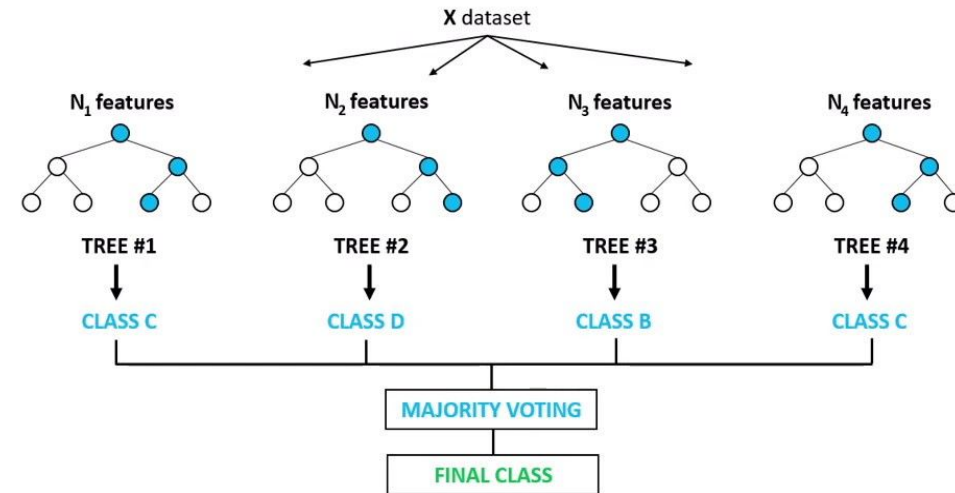 X dataset
N₁ features N₂ features N₃ features N₄ features
TREE #1 TREE #2 TREE #3 TREE #4
CLASS C CLASS D CLASS B CLASS C
MAJORITY VOTING
FINAL CLASS